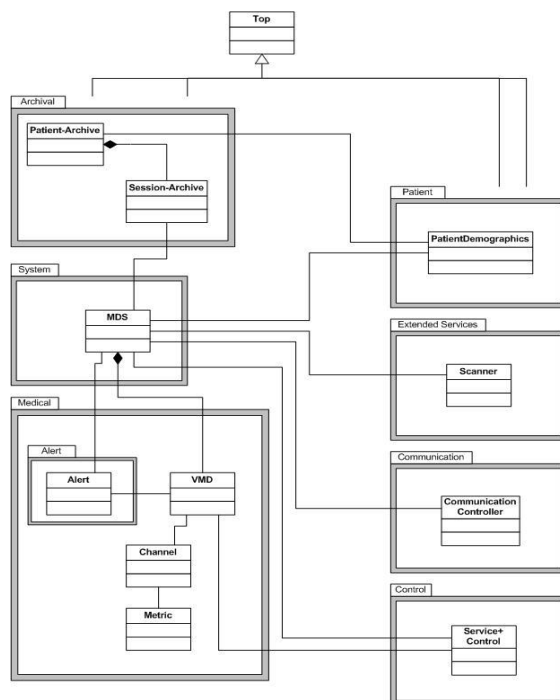 Top
Archival
Patient-Archive
Session-Archive
Patient
PatientDemographics
System
MDS
Extended Services
Scanner
Medical
Alert
Alert
VMD
Channel
Metric
Communication
Communication
Controller
Control
Service+
Control